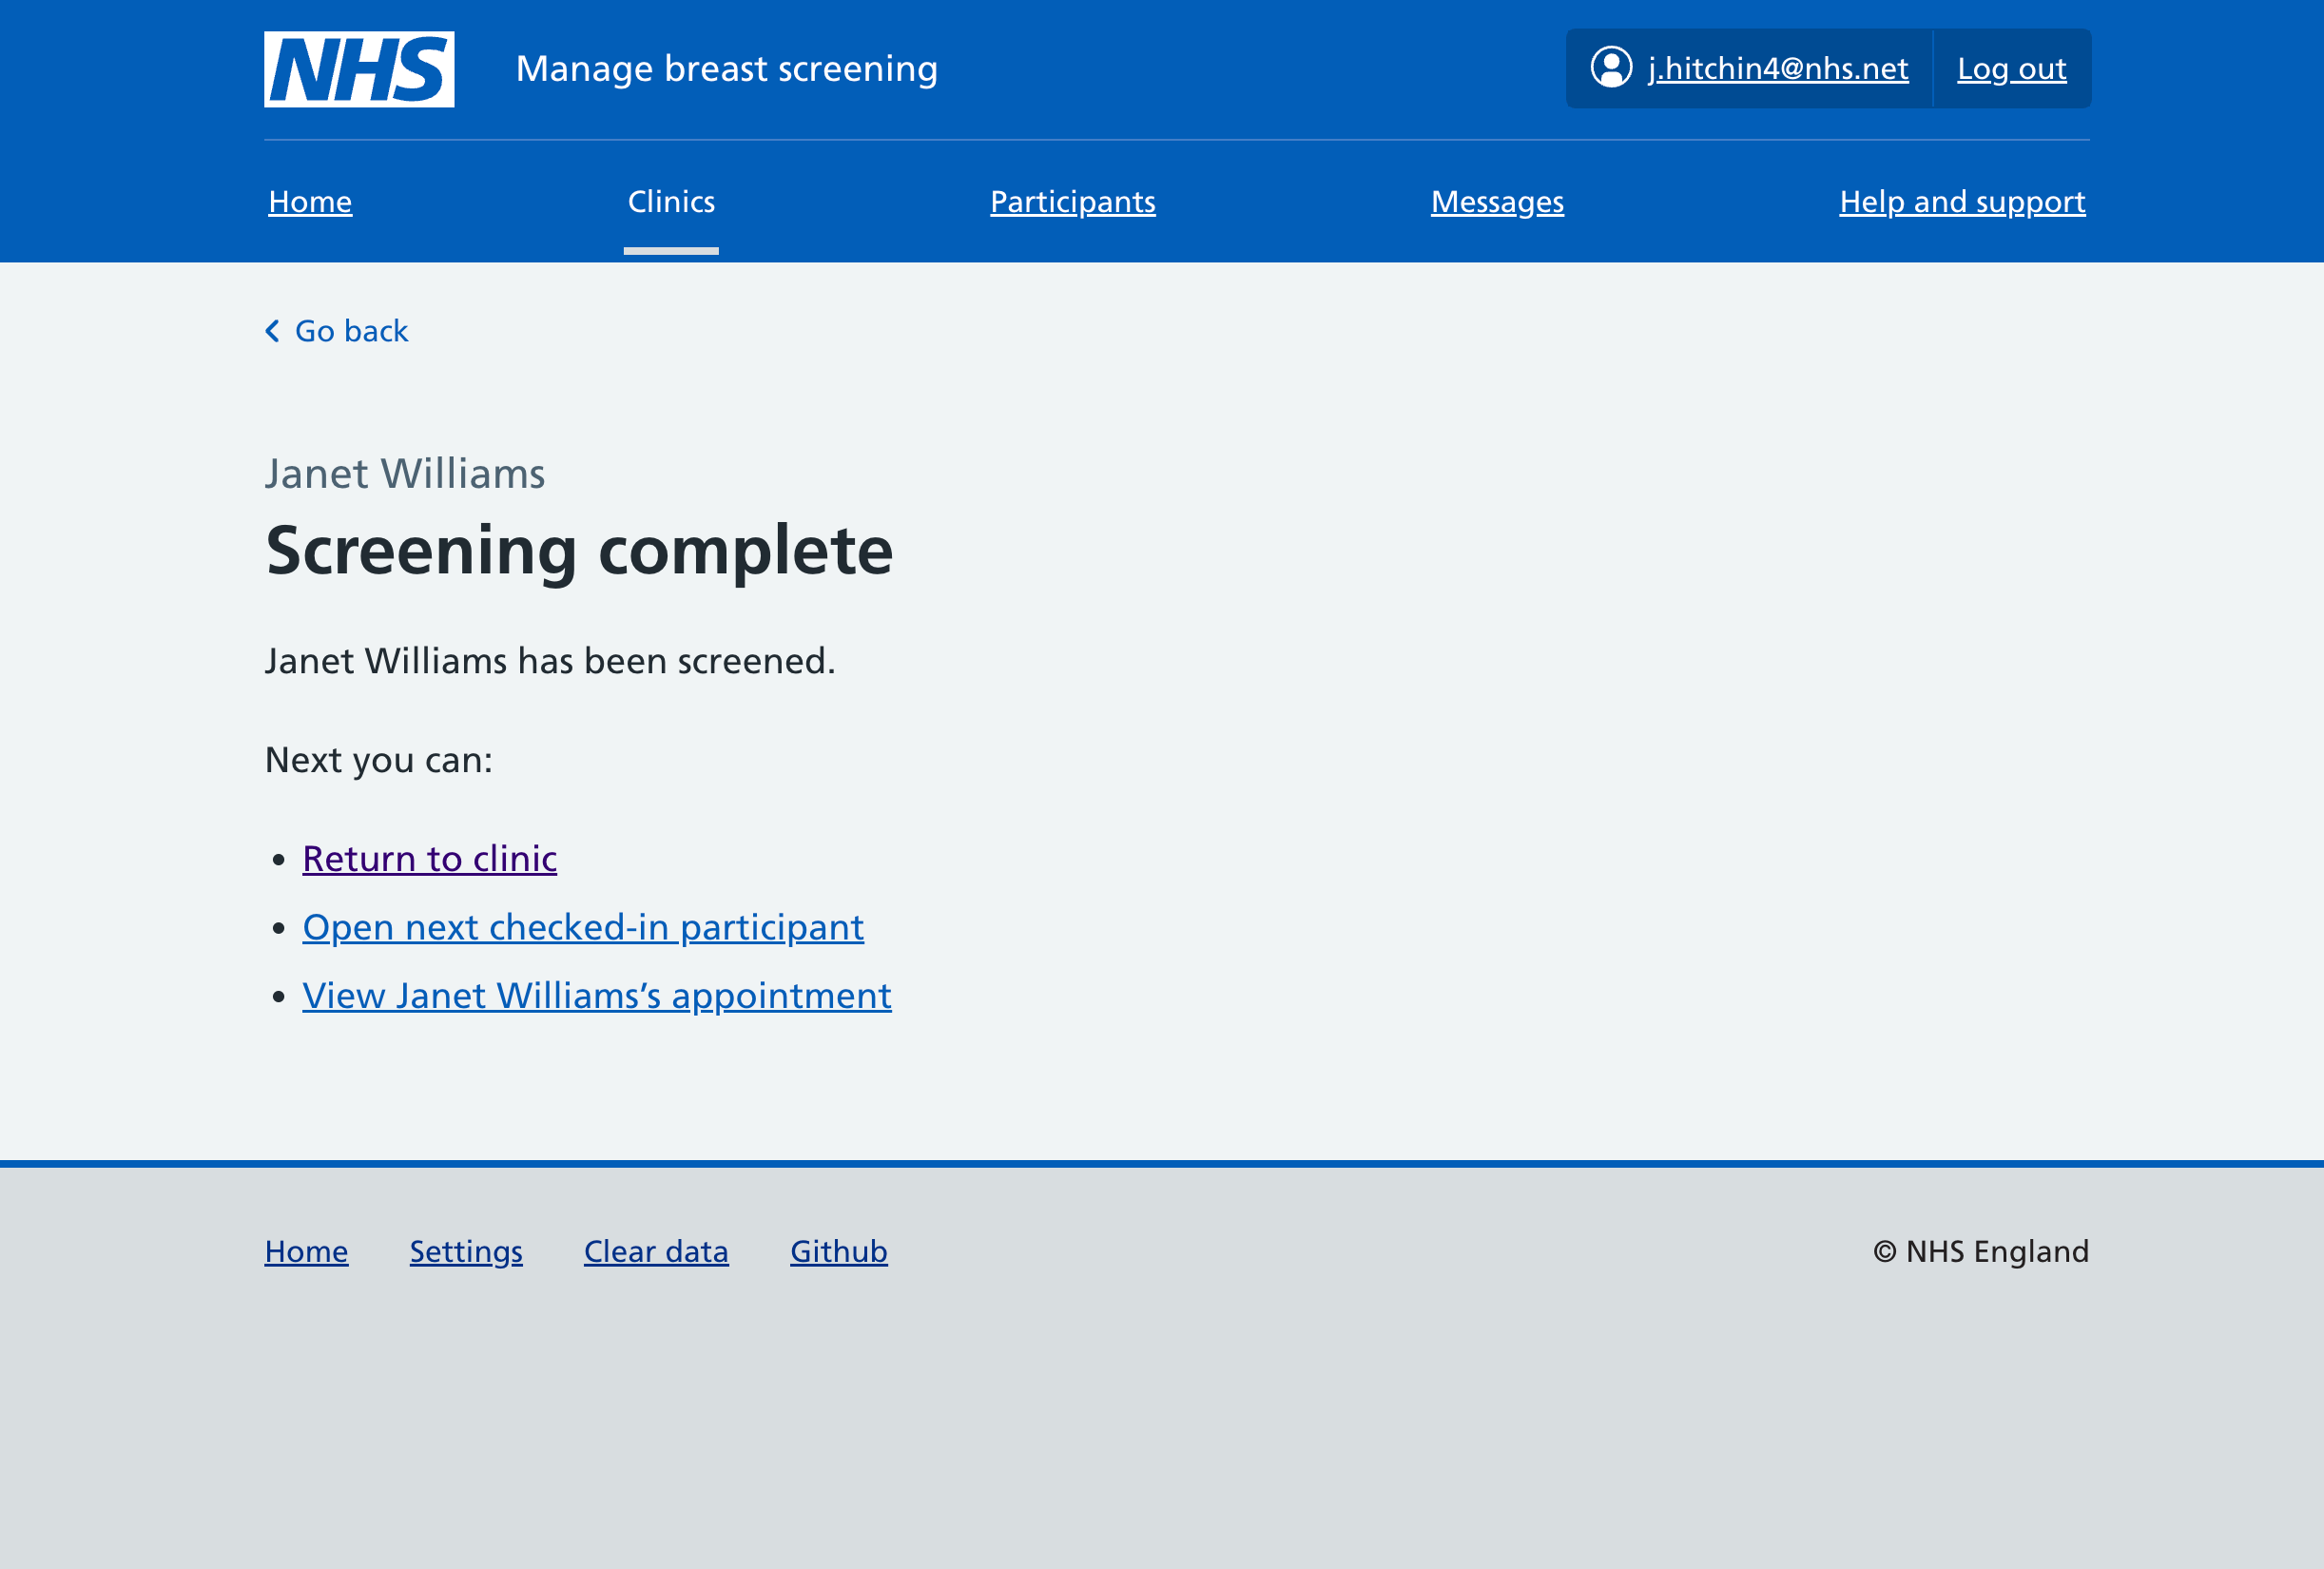 NHS Manage breast screening j.hitchin4@nhs.net Log out
Home Clinics Participants Messages Help and support
Go back
Janet Williams
Screening complete
Janet Williams has been screened.
Next you can:
• Return to clinic
• Open next checked-in participant
• View Janet Williams’s appointment
Home Settings Clear data Github © NHS England